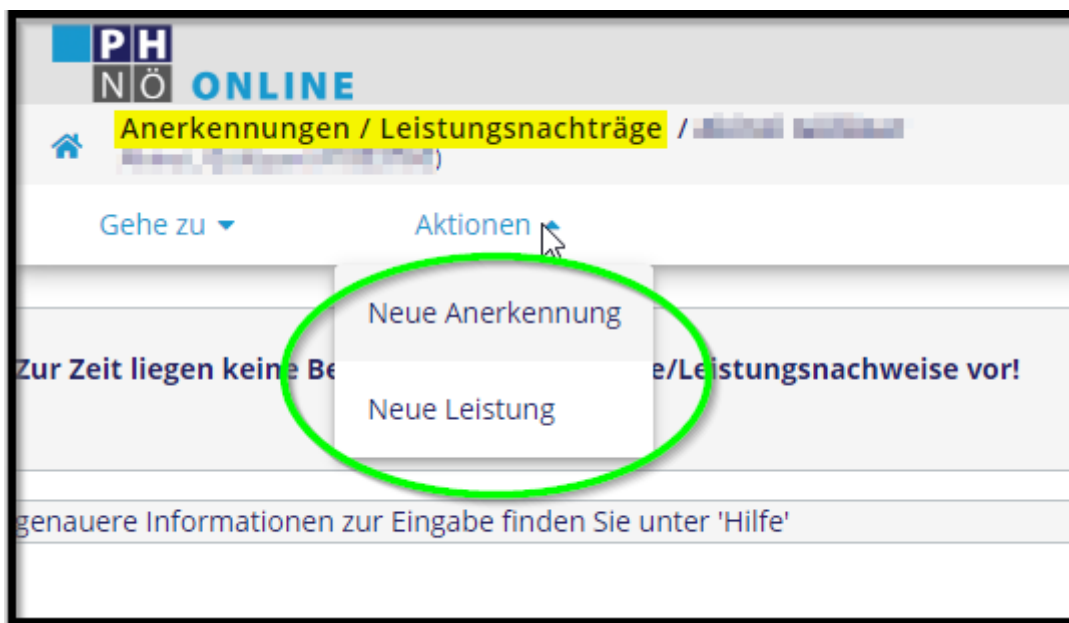 PH
NÖ ONLINE
Anerkennungen / Leistungsnachträge /
)
Gehe zu Aktionen
Neue Anerkennung
Zur Zeit liegen keine Be e/Leistungsnachweise vor!
Neue Leistung
genauere Informationen zur Eingabe finden Sie unter 'Hilfe'